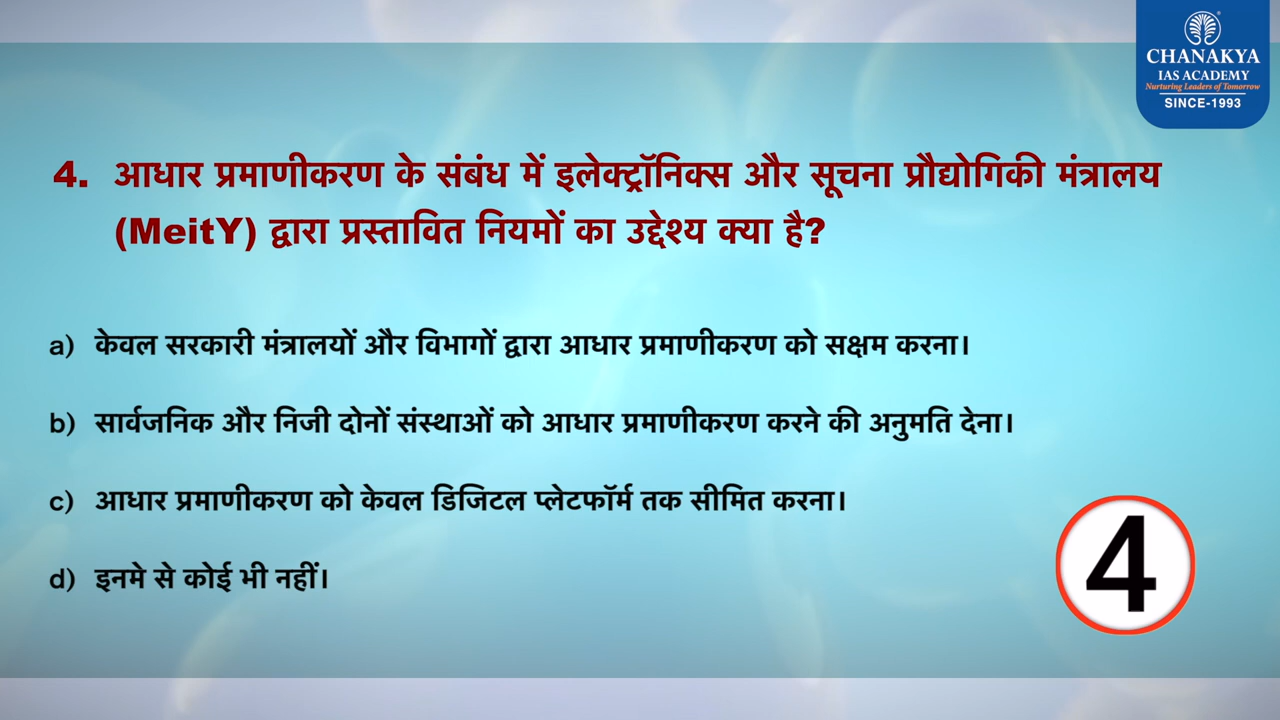 CHANAKYA
IAS ACADEMY
Nurturing Leaders of Tomorrow
SINCE-1993
4. आधार प्रमाणीकरण के संबंध में इलेक्ट्रॉनिक्स और सूचना प्रौद्योगिकी मंत्रालय
(MeitY) द्वारा प्रस्तावित नियमों का उद्देश्य क्या है?
a) केवल सरकारी मंत्रालयों और विभागों द्वारा आधार प्रमाणीकरण को सक्षम करना।
b) सार्वजनिक और निजी दोनों संस्थाओं को आधार प्रमाणीकरण करने की अनुमति देना।
c) आधार प्रमाणीकरण को केवल डिजिटल प्लेटफॉर्म तक सीमित करना।
d) इनमे से कोई भी नहीं।
4